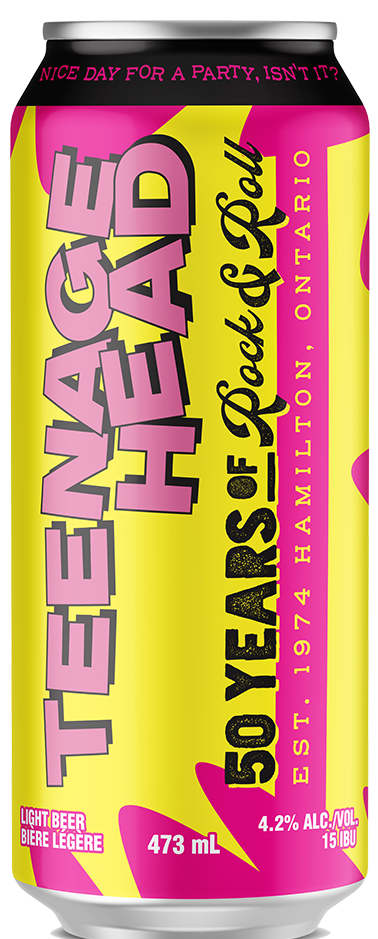 NICE DAY FOR A PARTY, ISN'T IT?
TEENAGE
HEAD
50 YEARS OF Rock & Roll
EST. 1974 HAMILTON, ONTARIO
LIGHT BEER
BIÈRE LÉGÈRE
473 mL
4.2% ALC./VOL.
15 IBU